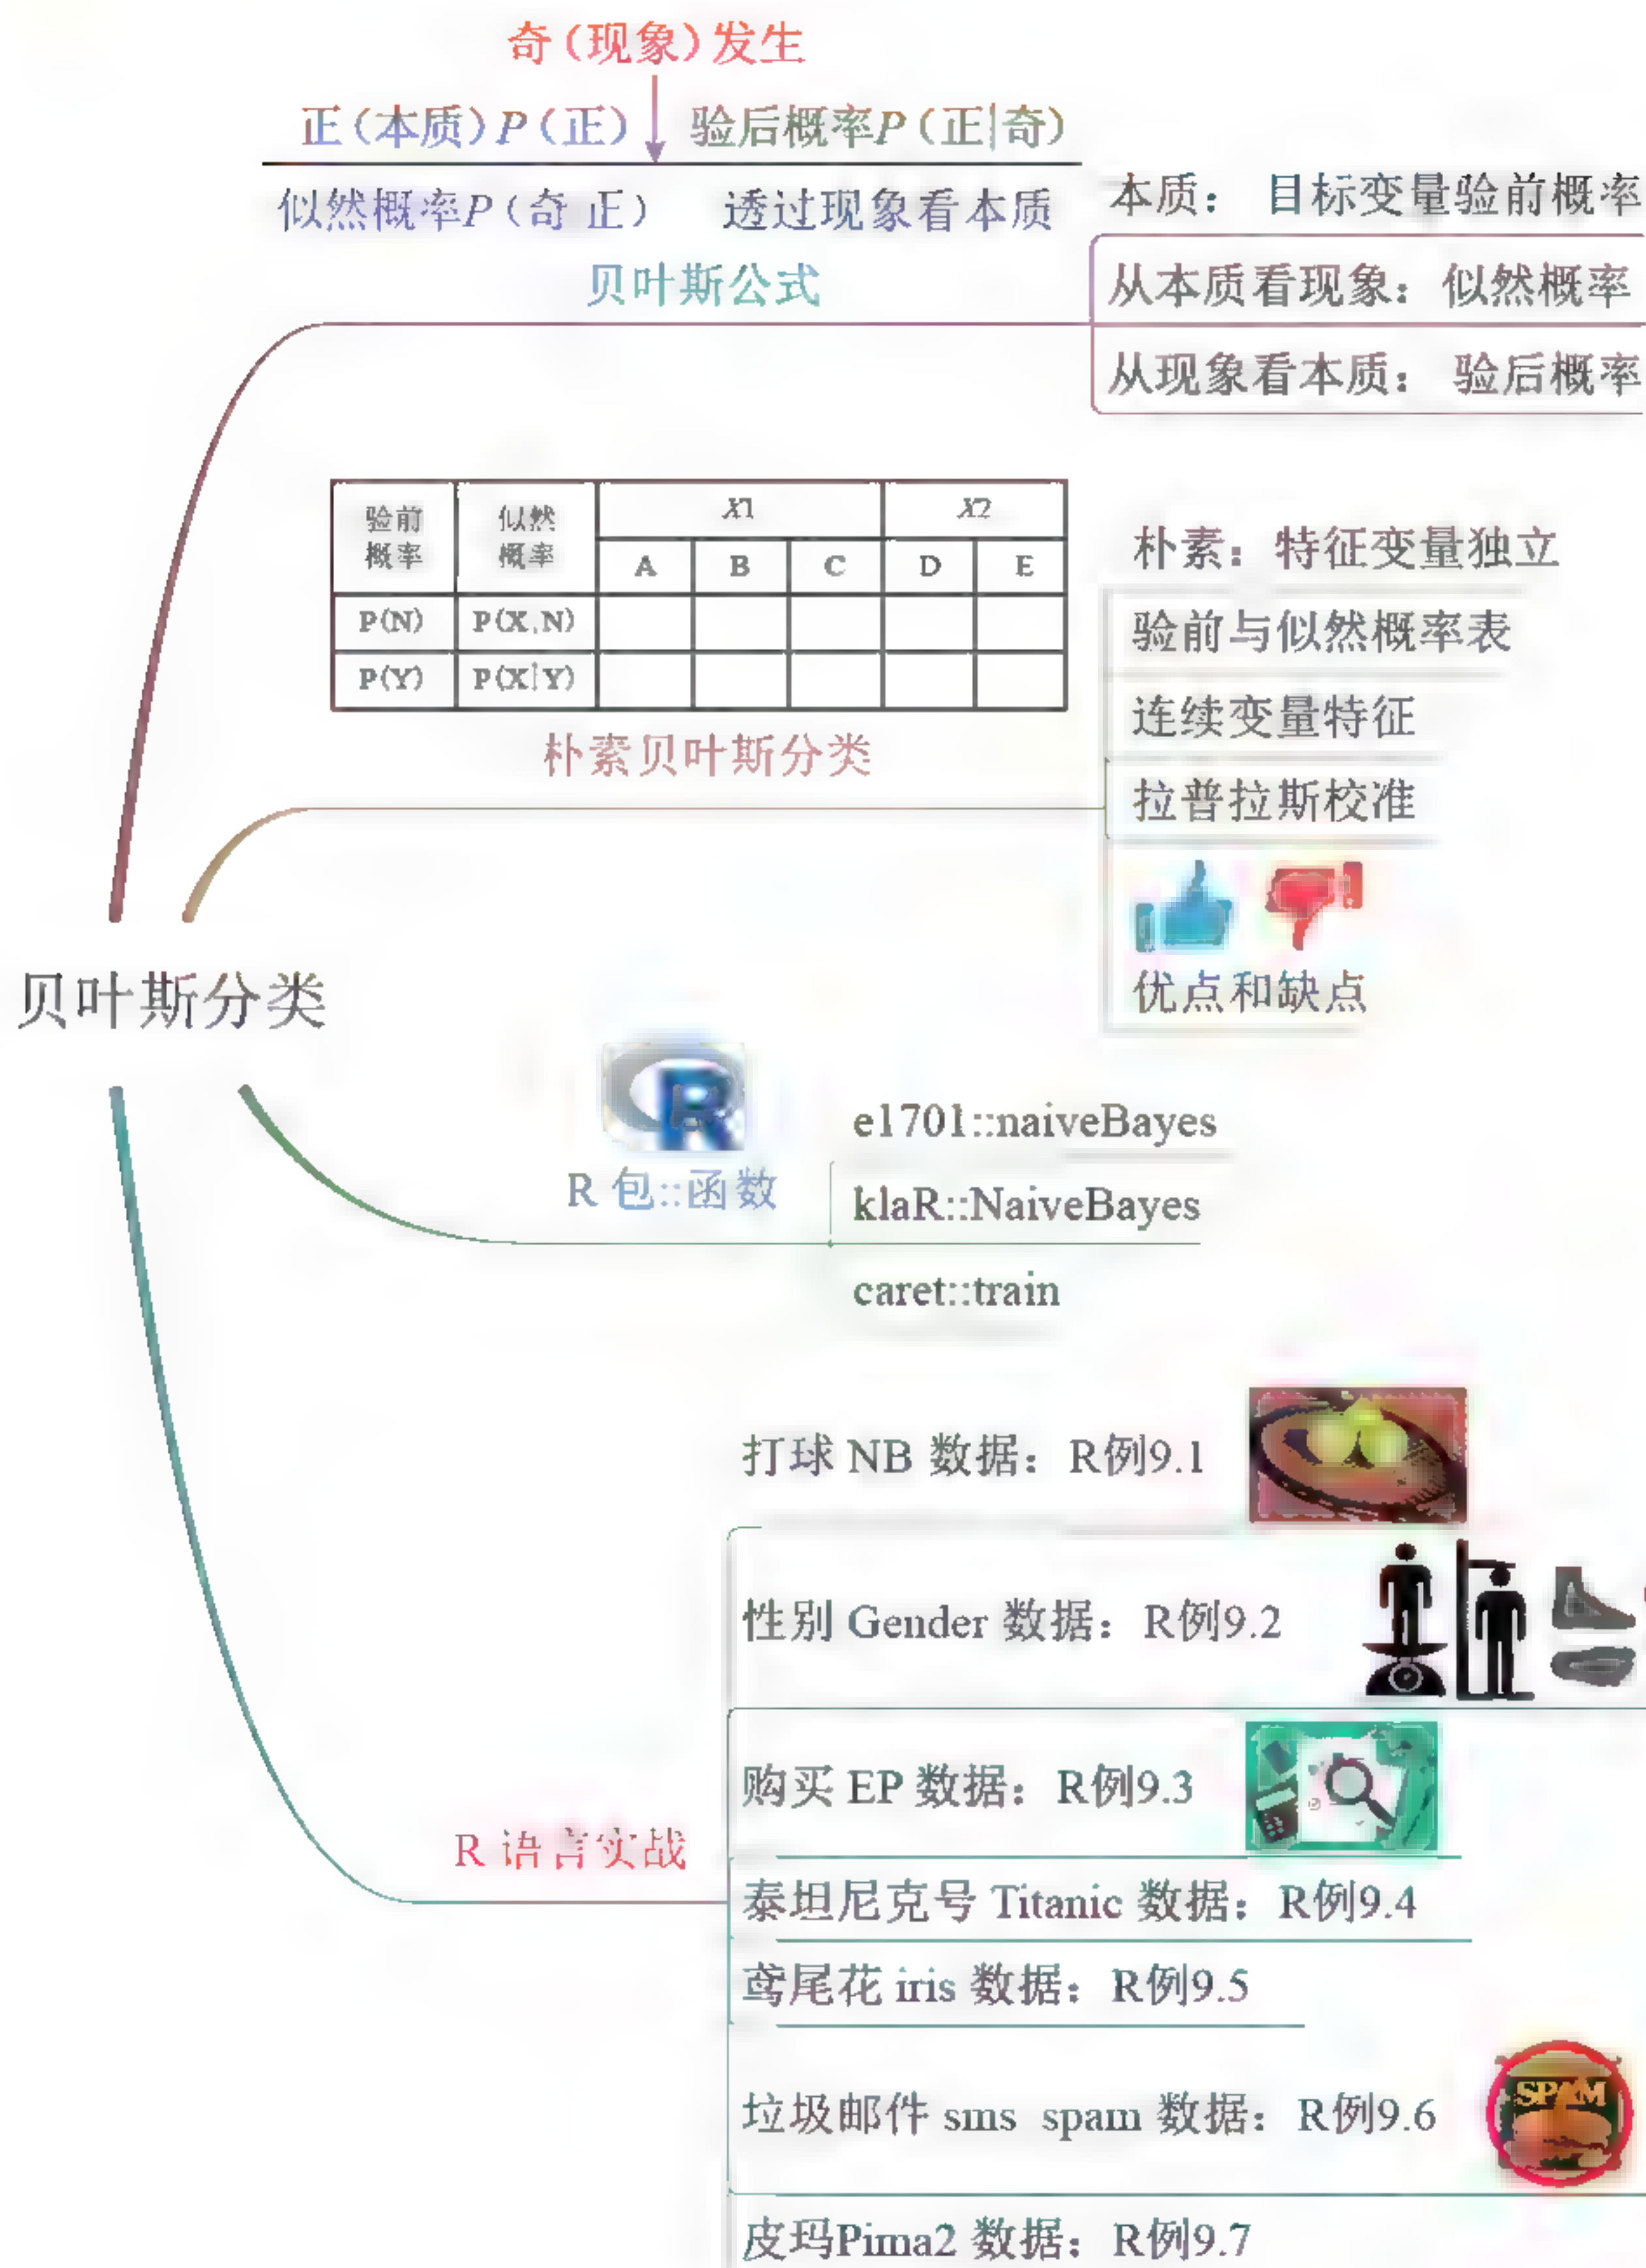 奇(现象)发生
正(本质)P(正) 验后概率P(正|奇)
似然概率P(奇 正) 透过现象看本质
贝叶斯公式
本质: 目标变量验前概率
从本质看现象: 似然概率
从现象看本质: 验后概率
验前概率 似然概率 X1 X2
A B C D E
P(N) P(X,N)
P(Y) P(X|Y)
朴素贝叶斯分类
朴素: 特征变量独立
验前与似然概率表
连续变量特征
拉普拉斯校准
优点和缺点
贝叶斯分类
R
R 包::函数
e1701::naiveBayes
klaR::NaiveBayes
caret::train
R 语言实战
打球 NB 数据: R例9.1
性别 Gender 数据: R例9.2
购买 EP 数据: R例9.3
泰坦尼克号 Titanic 数据: R例9.4
鸢尾花 iris 数据: R例9.5
垃圾邮件 sms spam 数据: R例9.6
SPAM
皮玛Pima2 数据: R例9.7